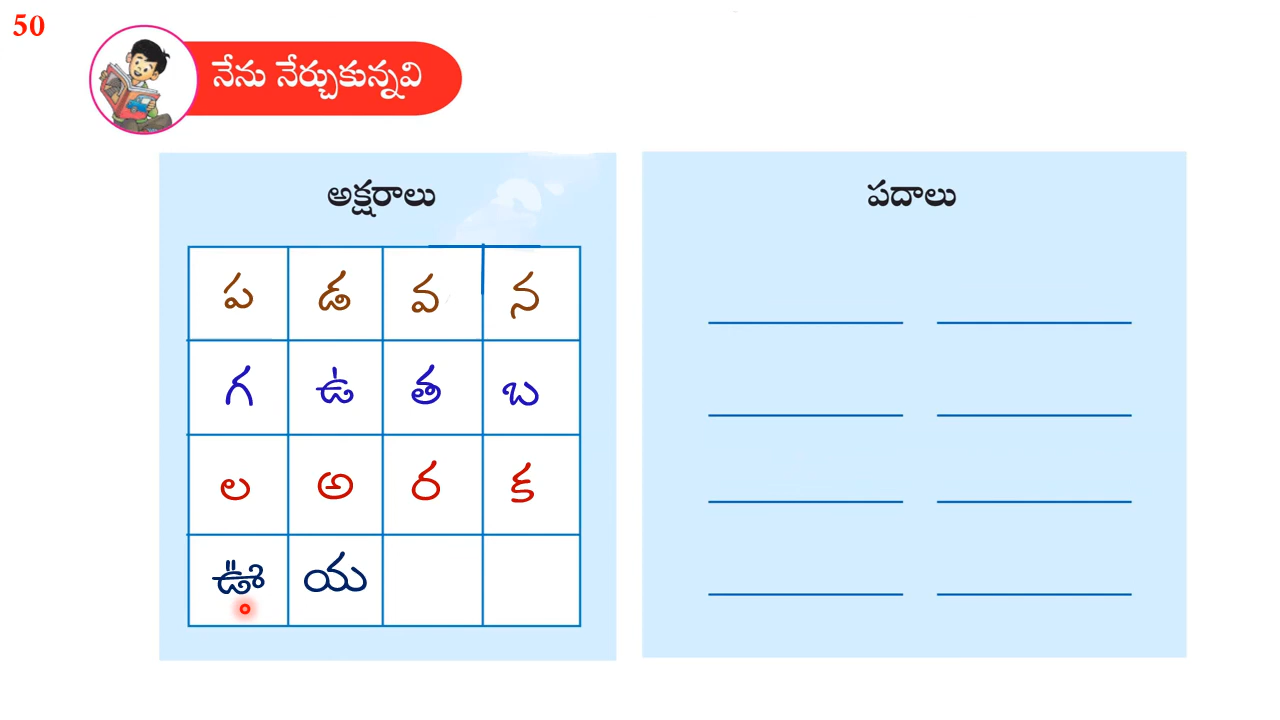 50
నేను నేర్చుకున్నవి
అక్షరాలు
ప డ వ న
గ ఉ త బ
ల అ ర క
ఊ య
పదాలు